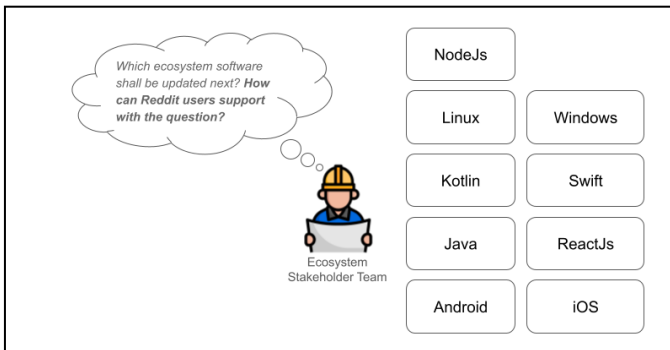 Which ecosystem software
shall be updated next? How
can Reddit users support
with the question?
Ecosystem
Stakeholder Team
NodeJs
Linux
Windows
Kotlin
Swift
Java
ReactJs
Android
iOS